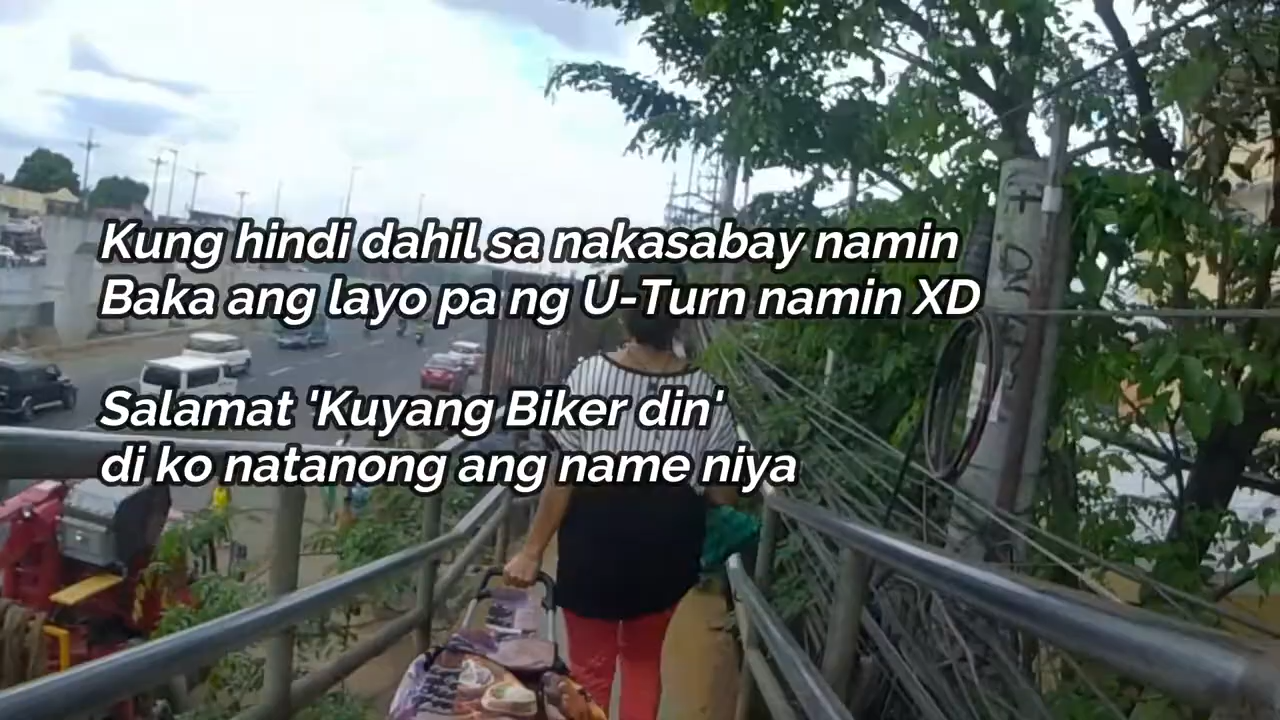 Kung hindi dahil sa nakasabay namin
Baka ang layo pa ng U-Turn namin XD
Salamat 'Kuyang Biker din'
di ko natanong ang name niya